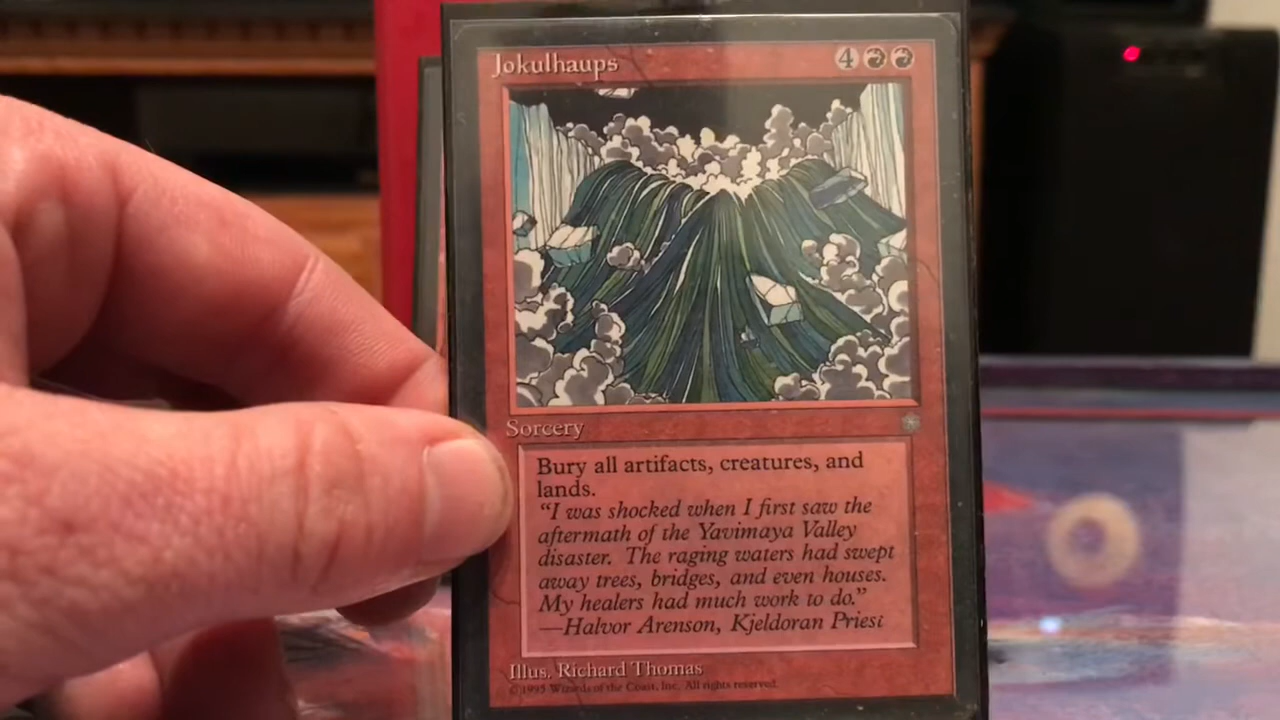 Jokulhaups 4
Sorcery
Bury all artifacts, creatures, and
lands.
“I was shocked when I first saw the
aftermath of the Yavimaya Valley
disaster. The raging waters had swept
away trees, bridges, and even houses.
My healers had much work to do.”
—Halvor Arenson, Kjeldoran Priest
Illus. Richard Thomas
©1995 Wizards of the Coast, Inc. All rights reserved.